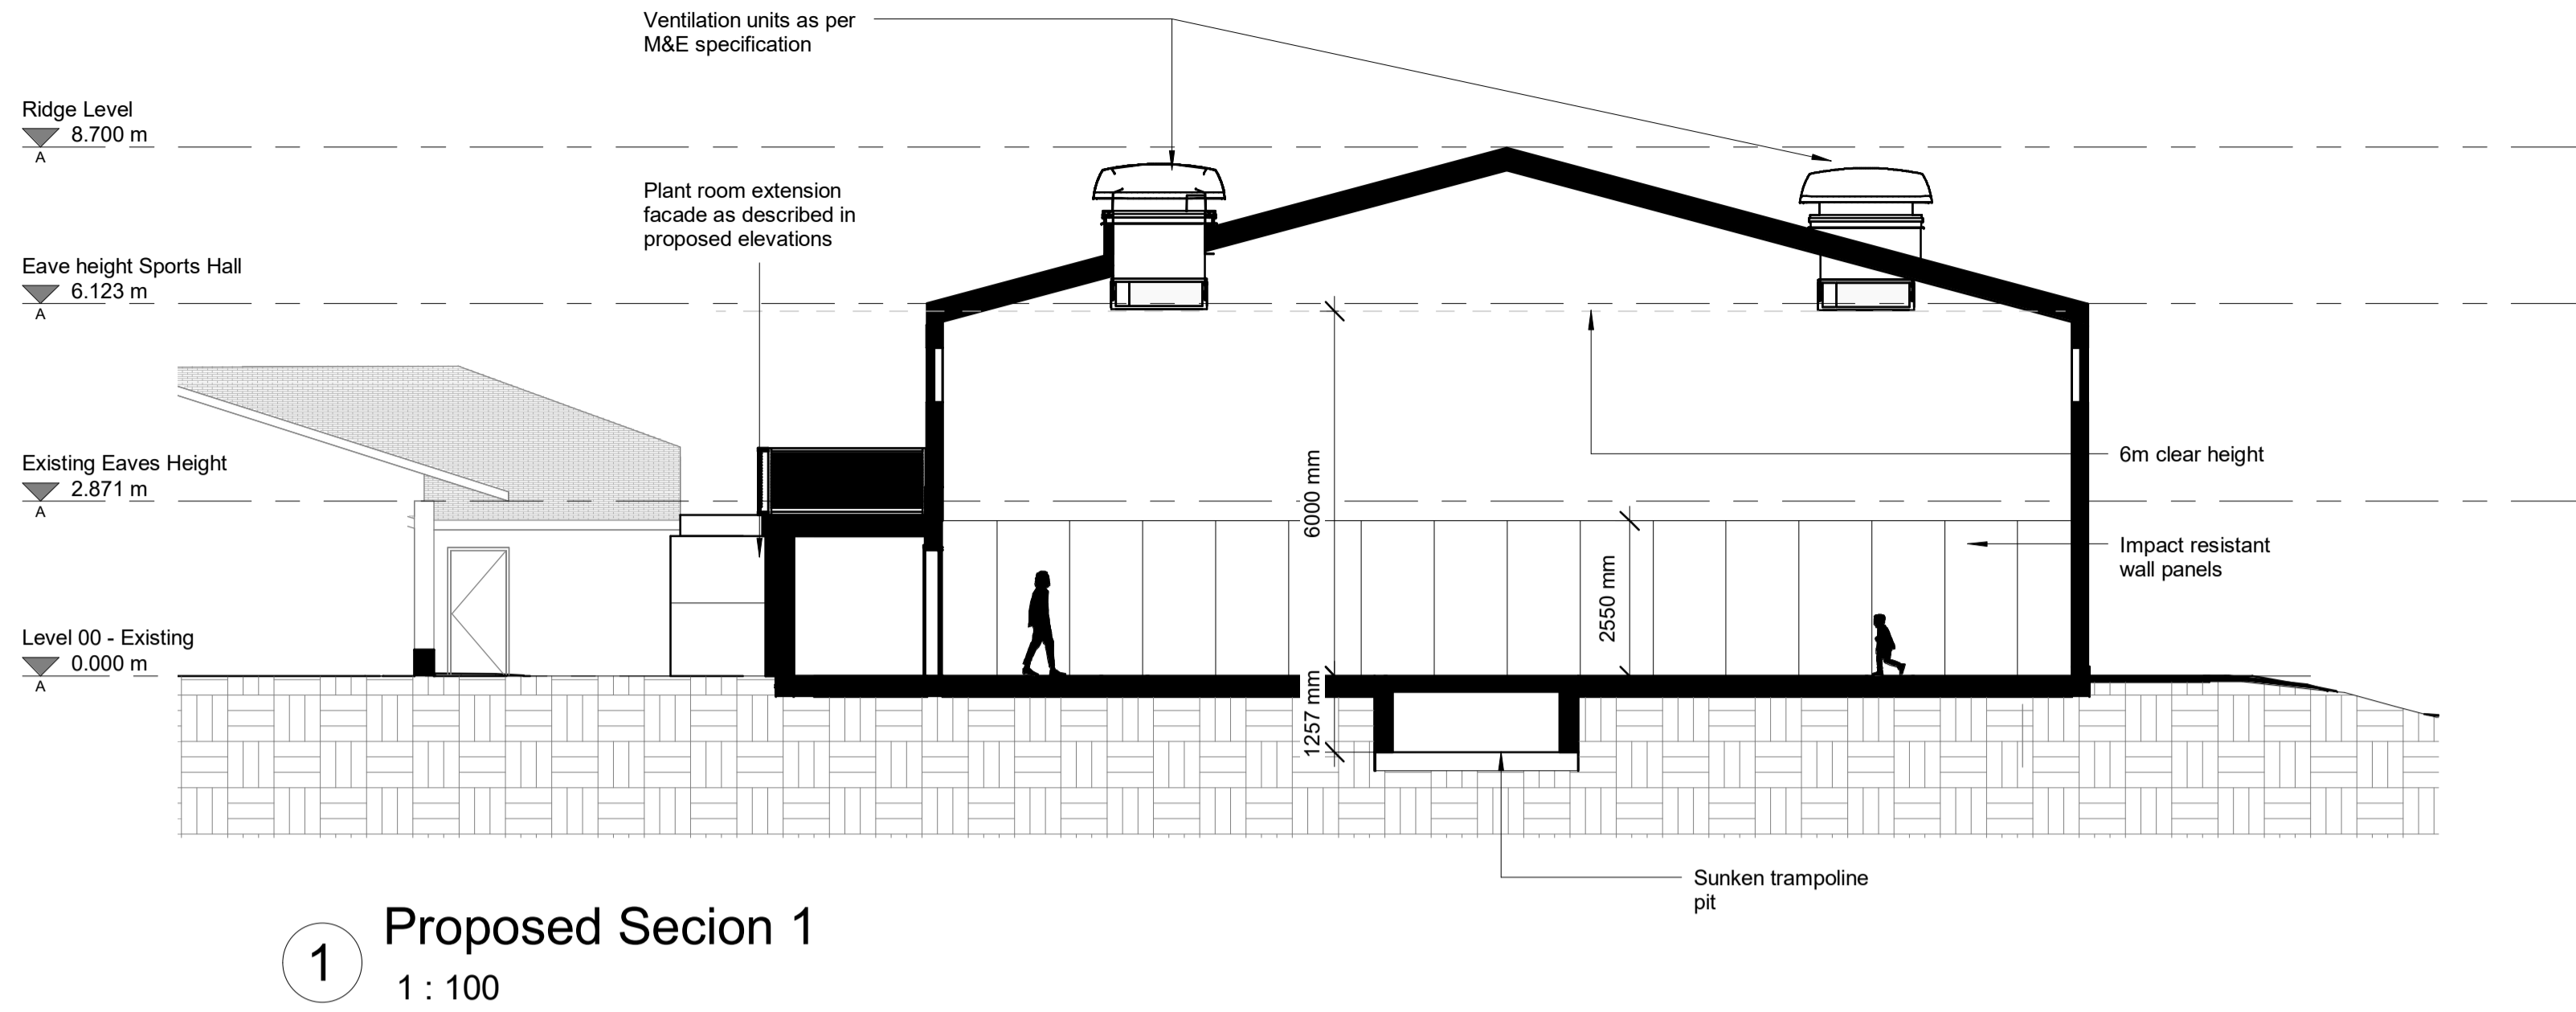 Ventilation units as per
M&E specification
Ridge Level
8.700 m
A
Plant room extension
facade as described in
proposed elevations
Eave height Sports Hall
6.123 m
A
Existing Eaves Height
2.871 m
A
6000 mm
6m clear height
2550 mm
Impact resistant
wall panels
Level 00 - Existing
0.000 m
A
1257 mm
Sunken trampoline
pit
1
Proposed Secion 1
1 : 100